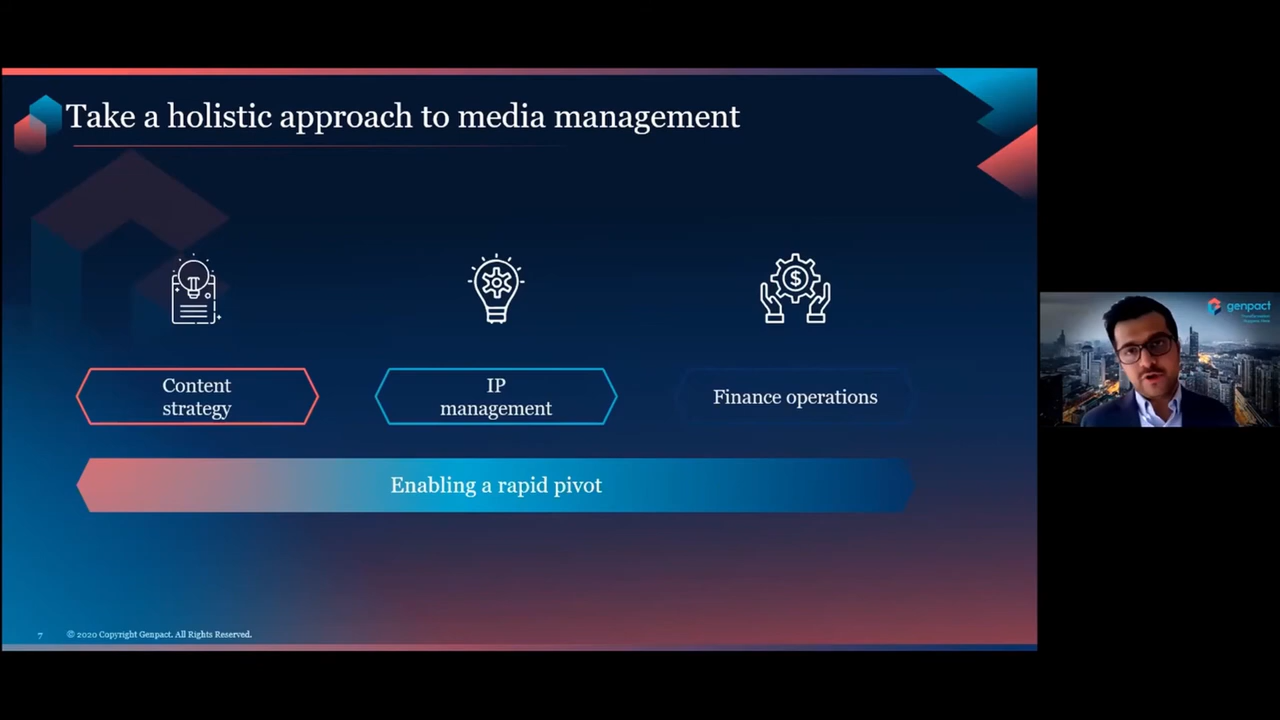 Take a holistic approach to media management
Content
strategy
IP
management
Finance operations
Enabling a rapid pivot
7
© 2020 Copyright Genpact. All Rights Reserved.
genpact